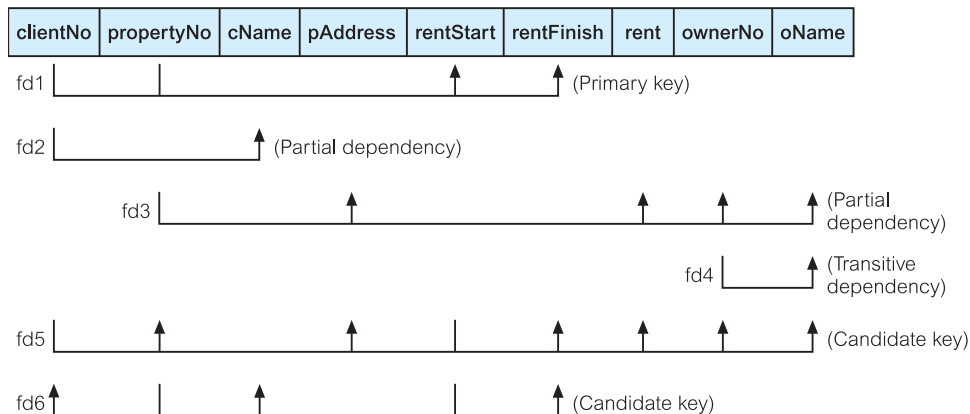 clientNo propertyNo cName pAddress rentStart rentFinish rent ownerNo oName
fd1 (Primary key)
fd2 (Partial dependency)
fd3 (Partial
dependency)
fd4 (Transitive
dependency)
fd5 (Candidate key)
fd6 (Candidate key)